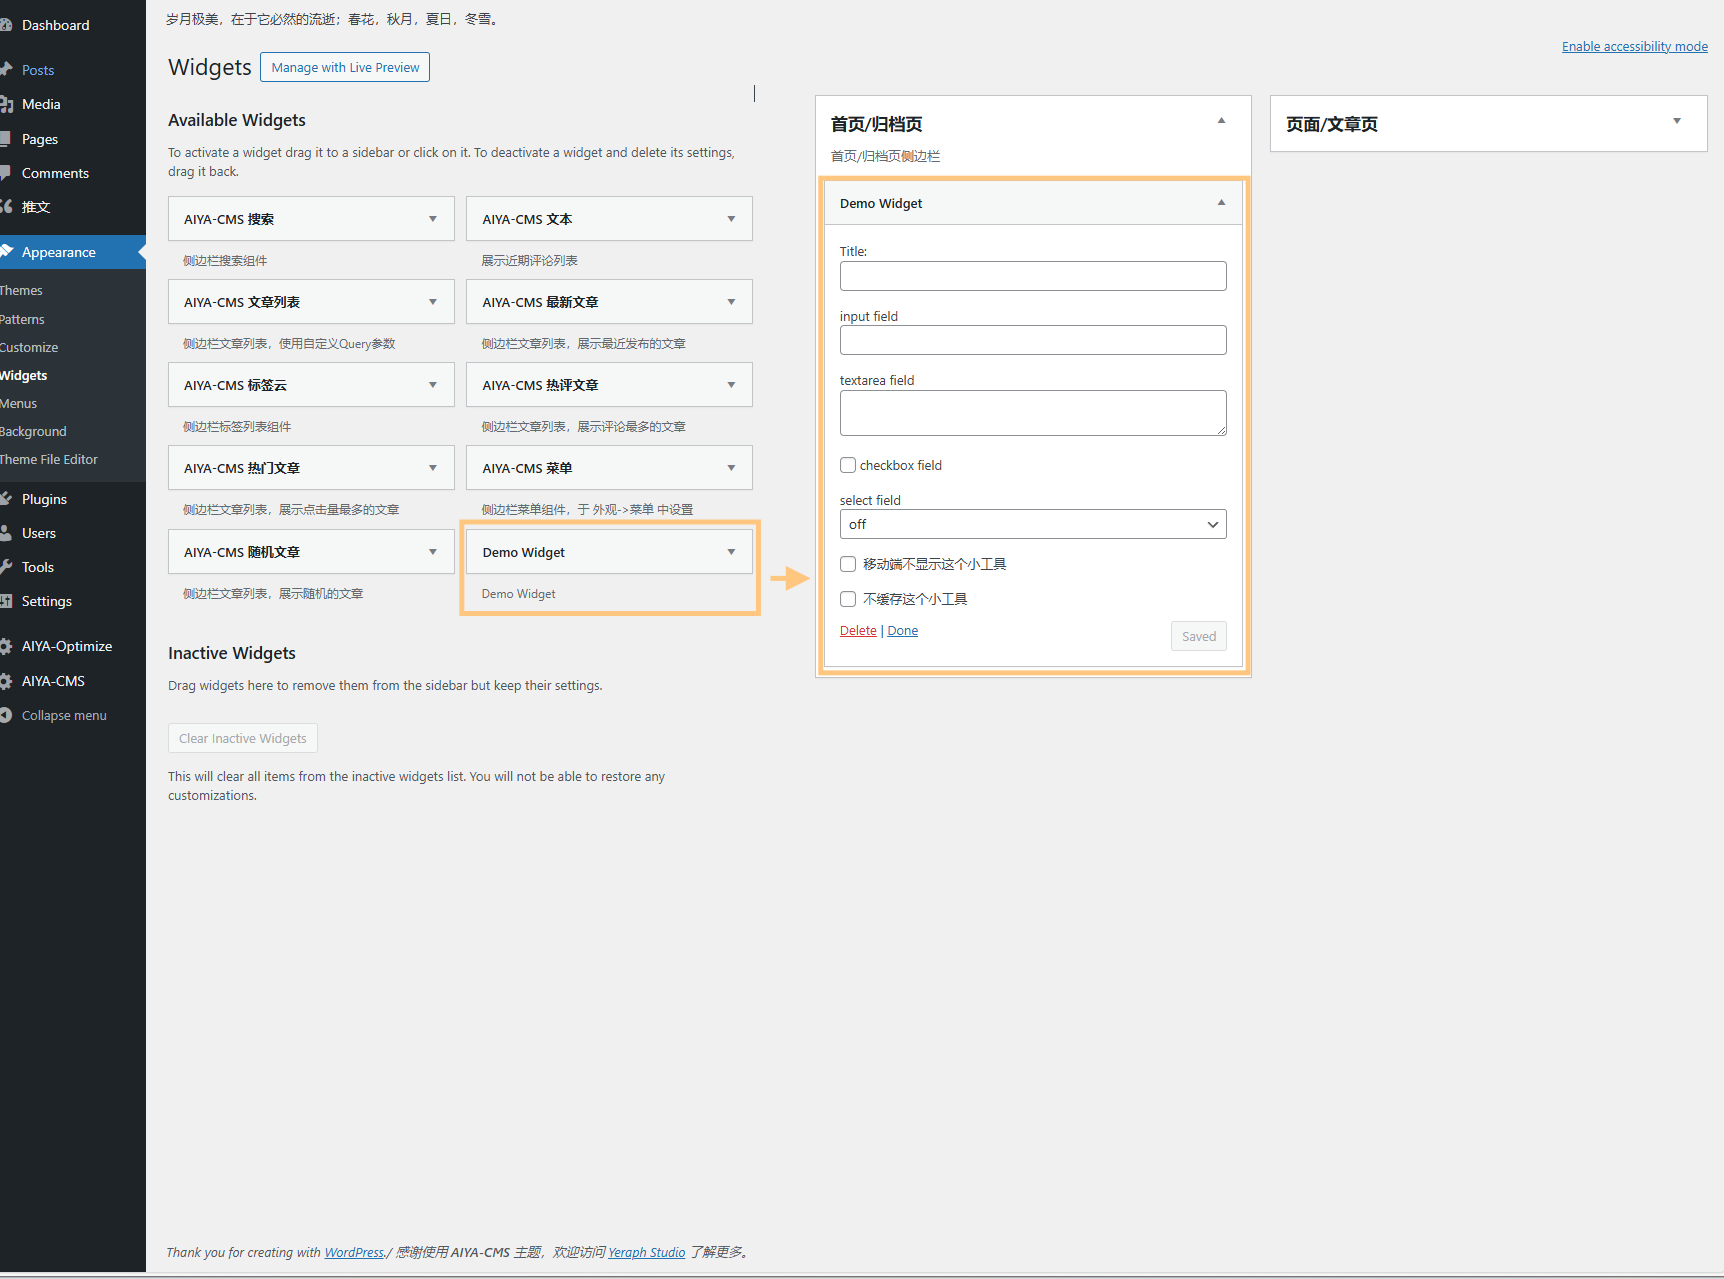 Dashboard
Posts
Media
Pages
Comments
推文
Appearance
Themes
Patterns
Customize
Widgets
Menus
Background
Theme File Editor
Plugins
Users
Tools
Settings
AIYA-Optimize
AIYA-CMS
Collapse menu
岁月极美，在于它必然的流逝；春花，秋月，夏日，冬雪。
Enable accessibility mode
Widgets
Manage with Live Preview
Available Widgets
To activate a widget drag it to a sidebar or click on it. To deactivate a widget and delete its settings,
drag it back.
AIYA-CMS 搜索
AIYA-CMS 文本
侧边栏搜索组件
展示近期评论列表
AIYA-CMS 文章列表
AIYA-CMS 最新文章
侧边栏文章列表，使用自定义Query参数
侧边栏文章列表，展示最近发布的文章
AIYA-CMS 标签云
AIYA-CMS 热评文章
侧边栏标签列表组件
侧边栏文章列表，展示评论最多的文章
AIYA-CMS 热门文章
AIYA-CMS 菜单
侧边栏文章列表，展示点击量最多的文章
侧边栏菜单组件，于 外观->菜单 中设置
AIYA-CMS 随机文章
Demo Widget
侧边栏文章列表，展示随机的文章
Demo Widget
Inactive Widgets
Drag widgets here to remove them from the sidebar but keep their settings.
Clear Inactive Widgets
This will clear all items from the inactive widgets list. You will not be able to restore any
customizations.
首页/归档页
首页/归档页侧边栏
Demo Widget
Title:
input field
textarea field
checkbox field
select field
off
移动端不显示这个小工具
不缓存这个小工具
Delete | Done
Saved
页面/文章页
Thank you for creating with WordPress./ 感谢使用 AIYA-CMS 主题，欢迎访问 Yeraph Studio 了解更多。